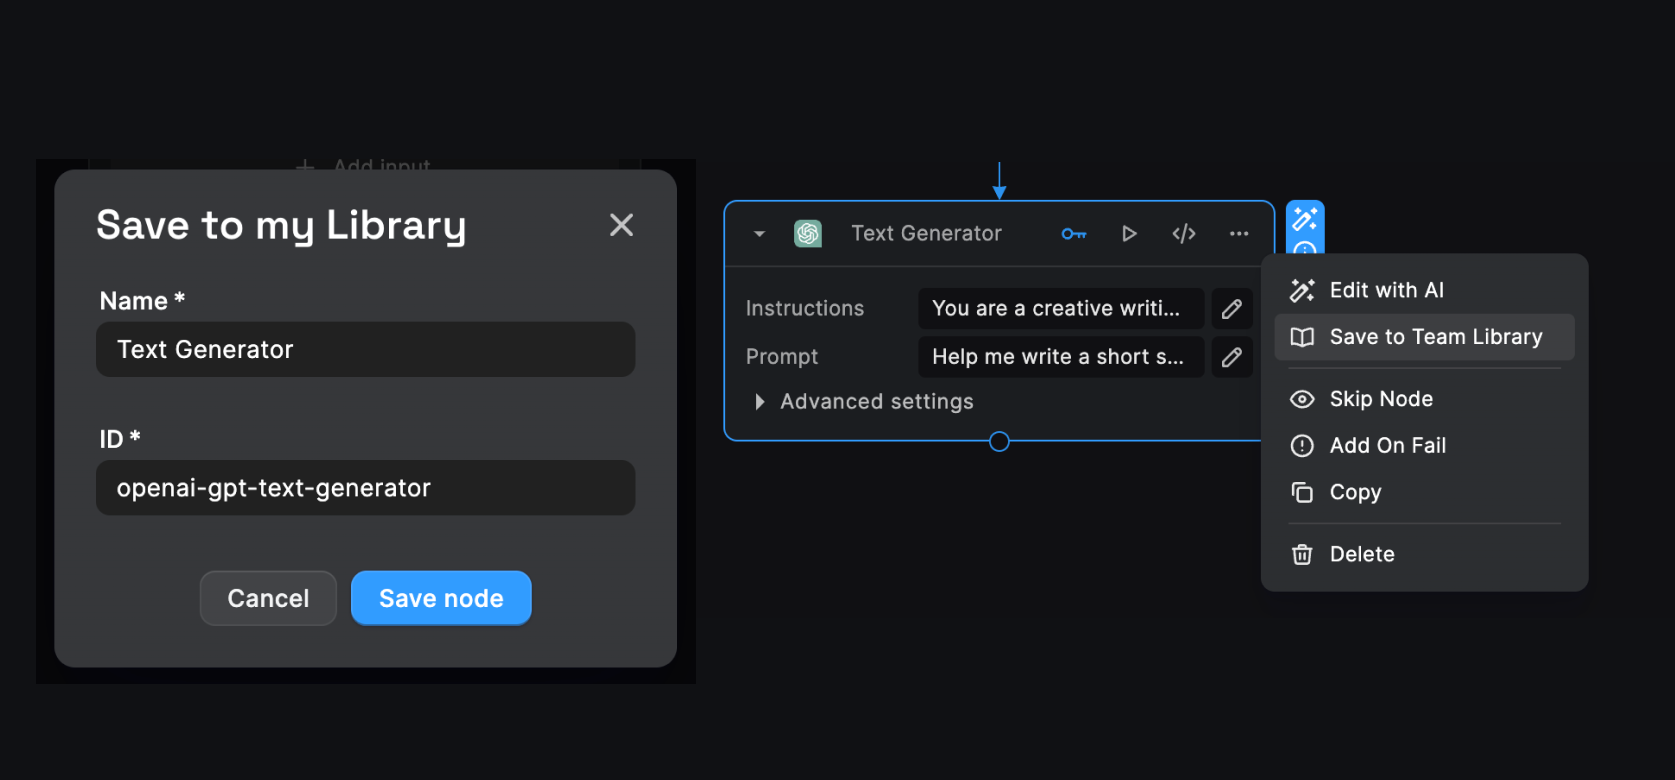 Add input
Save to my Library
Name *
Text Generator
ID *
openai-gpt-text-generator
Cancel
Save node
Text Generator
Instructions
You are a creative writi...
Prompt
Help me write a short s...
Advanced settings
Edit with AI
Save to Team Library
Skip Node
Add On Fail
Copy
Delete